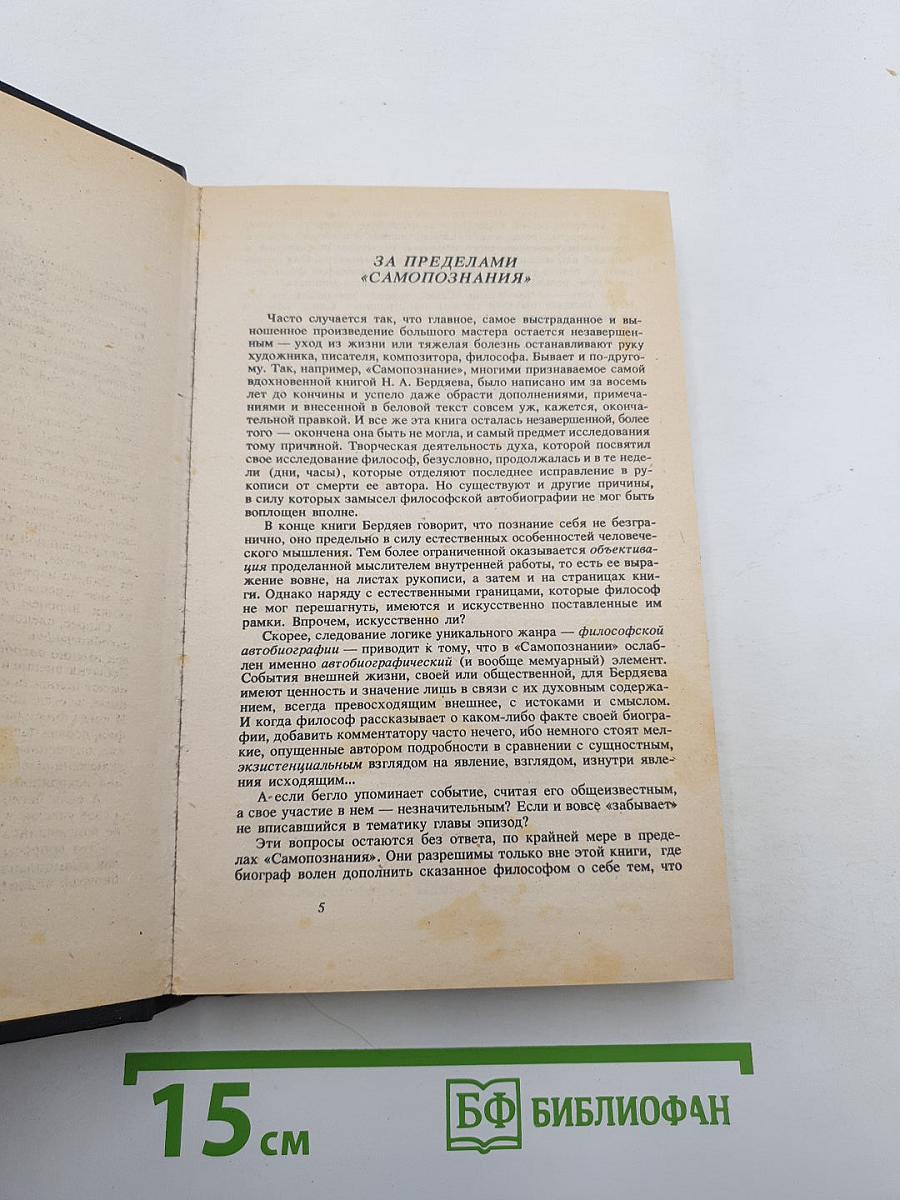 ЗА ПРЕДЕЛАМИ
«САМОПОЗНАНИЯ»
Часто случается так, что главное, самое выстраданное и вы-
ношенное произведение большого мастера остается незавершен-
ным — уход из жизни или тяжелая болезнь останавливают руку
художника, писателя, композитора, философа. Бывает и по-друго-
му. Так, например, «Самопознание», многими признаваемое самой
вдохновенной книгой Н. А. Бердяева, было написано им за восемь
лет до кончины и успело даже обрасти дополнениями, примеча-
ниями и внесенной в беловой текст совсем уж, кажется, оконча-
тельной правкой. И все же эта книга осталась незавершенной, более
того — окончена она быть не могла, и самый предмет исследования
тому причиной. Творческая деятельность духа, которой посвятил
свое исследование философ, безусловно, продолжалась и в те неде-
ли (дни, часы), которые отделяют последнее исправление в ру-
кописи от смерти ее автора. Но существуют и другие причины,
в силу которых замысел философской автобиографии не мог быть
воплощен вполне.
В конце книги Бердяев говорит, что познание себя не безгра-
нично, оно предельно в силу естественных особенностей человече-
ского мышления. Тем более ограниченной оказывается объектива-
ция проделанной мыслителем внутренней работы, то есть ее выра-
жение вовне, на листах рукописи, а затем и на страницах кни-
ги. Однако наряду с естественными границами, которые философ
не мог перешагнуть, имеются и искусственно поставленные им
рамки. Впрочем, искусственно ли?
Скорее, следование логике уникального жанра — философской
автобиографии — приводит к тому, что в «Самопознании» ослаб-
лен именно автобиографический (и вообще мемуарный) элемент.
События внешней жизни, своей или общественной, для Бердяева
имеют ценность и значение лишь в связи с их духовным содержа-
нием, всегда превосходящим внешнее, с истоками и смыслом.
И когда философ рассказывает о каком-либо факте своей биогра-
фии, добавить комментатору часто нечего, ибо немного стоят мел-
кие, опущенные автором подробности в сравнении с сущностным,
экзистенциальным взглядом на явление, взглядом, изнутри явле-
ния исходящим...
А если бегло упоминает событие, считая его общеизвестным,
а свое участие в нем — незначительным? Если и вовсе «забывает»
не вписавшийся в тематику главы эпизод?
Эти вопросы остаются без ответа, по крайней мере в преде-
лах «Самопознания». Они разрешимы только вне этой книги, где
биограф волен дополнить сказанное философом о себе тем, что
5
15 см
БФ БИБЛИОФАН